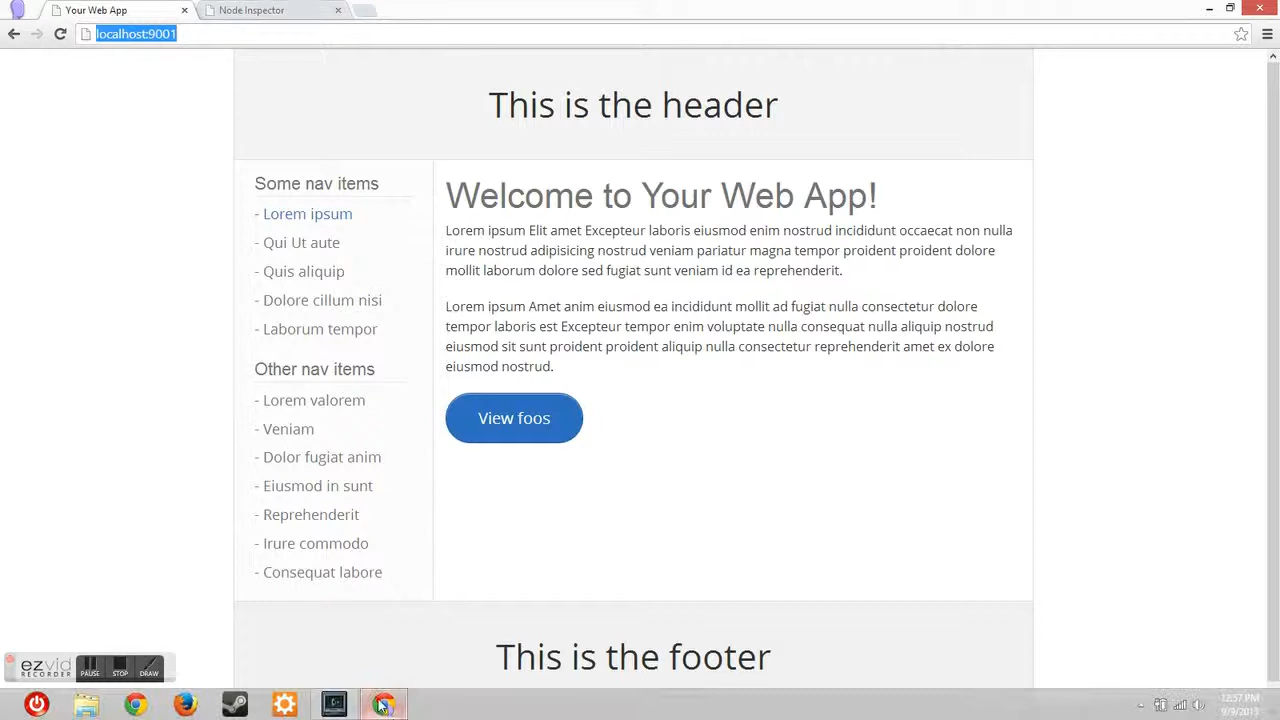 Your Web App
Node Inspector
localhost:9001
This is the header
Some nav items
- Lorem ipsum
- Qui Ut aute
- Quis aliquip
- Dolore cillum nisi
- Laborum tempor
Other nav items
- Lorem valorem
- Veniam
- Dolor fugiat anim
- Eiusmod in sunt
- Reprehenderit
- Irure commodo
- Consequat labore
Welcome to Your Web App!
Lorem ipsum Elit amet Excepteur laboris eiusmod enim nostrud incididunt occaecat non nulla
irure nostrud adipisicing nostrud veniam pariatur magna tempor proident proident dolore
mollit laborum dolore sed fugiat sunt veniam id ea reprehenderit.
Lorem ipsum Amet anim eiusmod ea incididunt mollit ad fugiat nulla consectetur dolore
tempor laboris est Excepteur tempor enim voluptate nulla consequat nulla aliquip nostrud
eiusmod sit sunt proident proident aliquip nulla consectetur reprehenderit amet ex dolore
eiusmod nostrud.
View foos
This is the footer
ezvid
RECORDER
PAUSE
STOP
DRAW
12:37 PM
9/9/2013